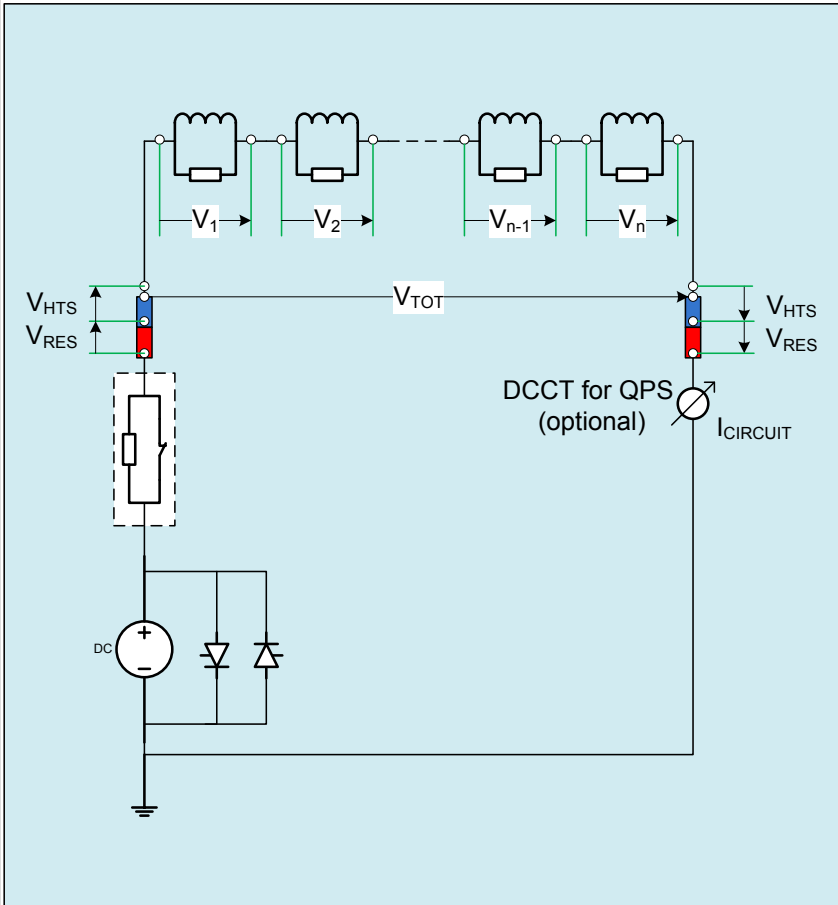 V1
V2
Vn-1
Vn
VHTS
VTOT
VHTS
VRES
VRES
DCCT for QPS
(optional)
ICIRCUIT
DC